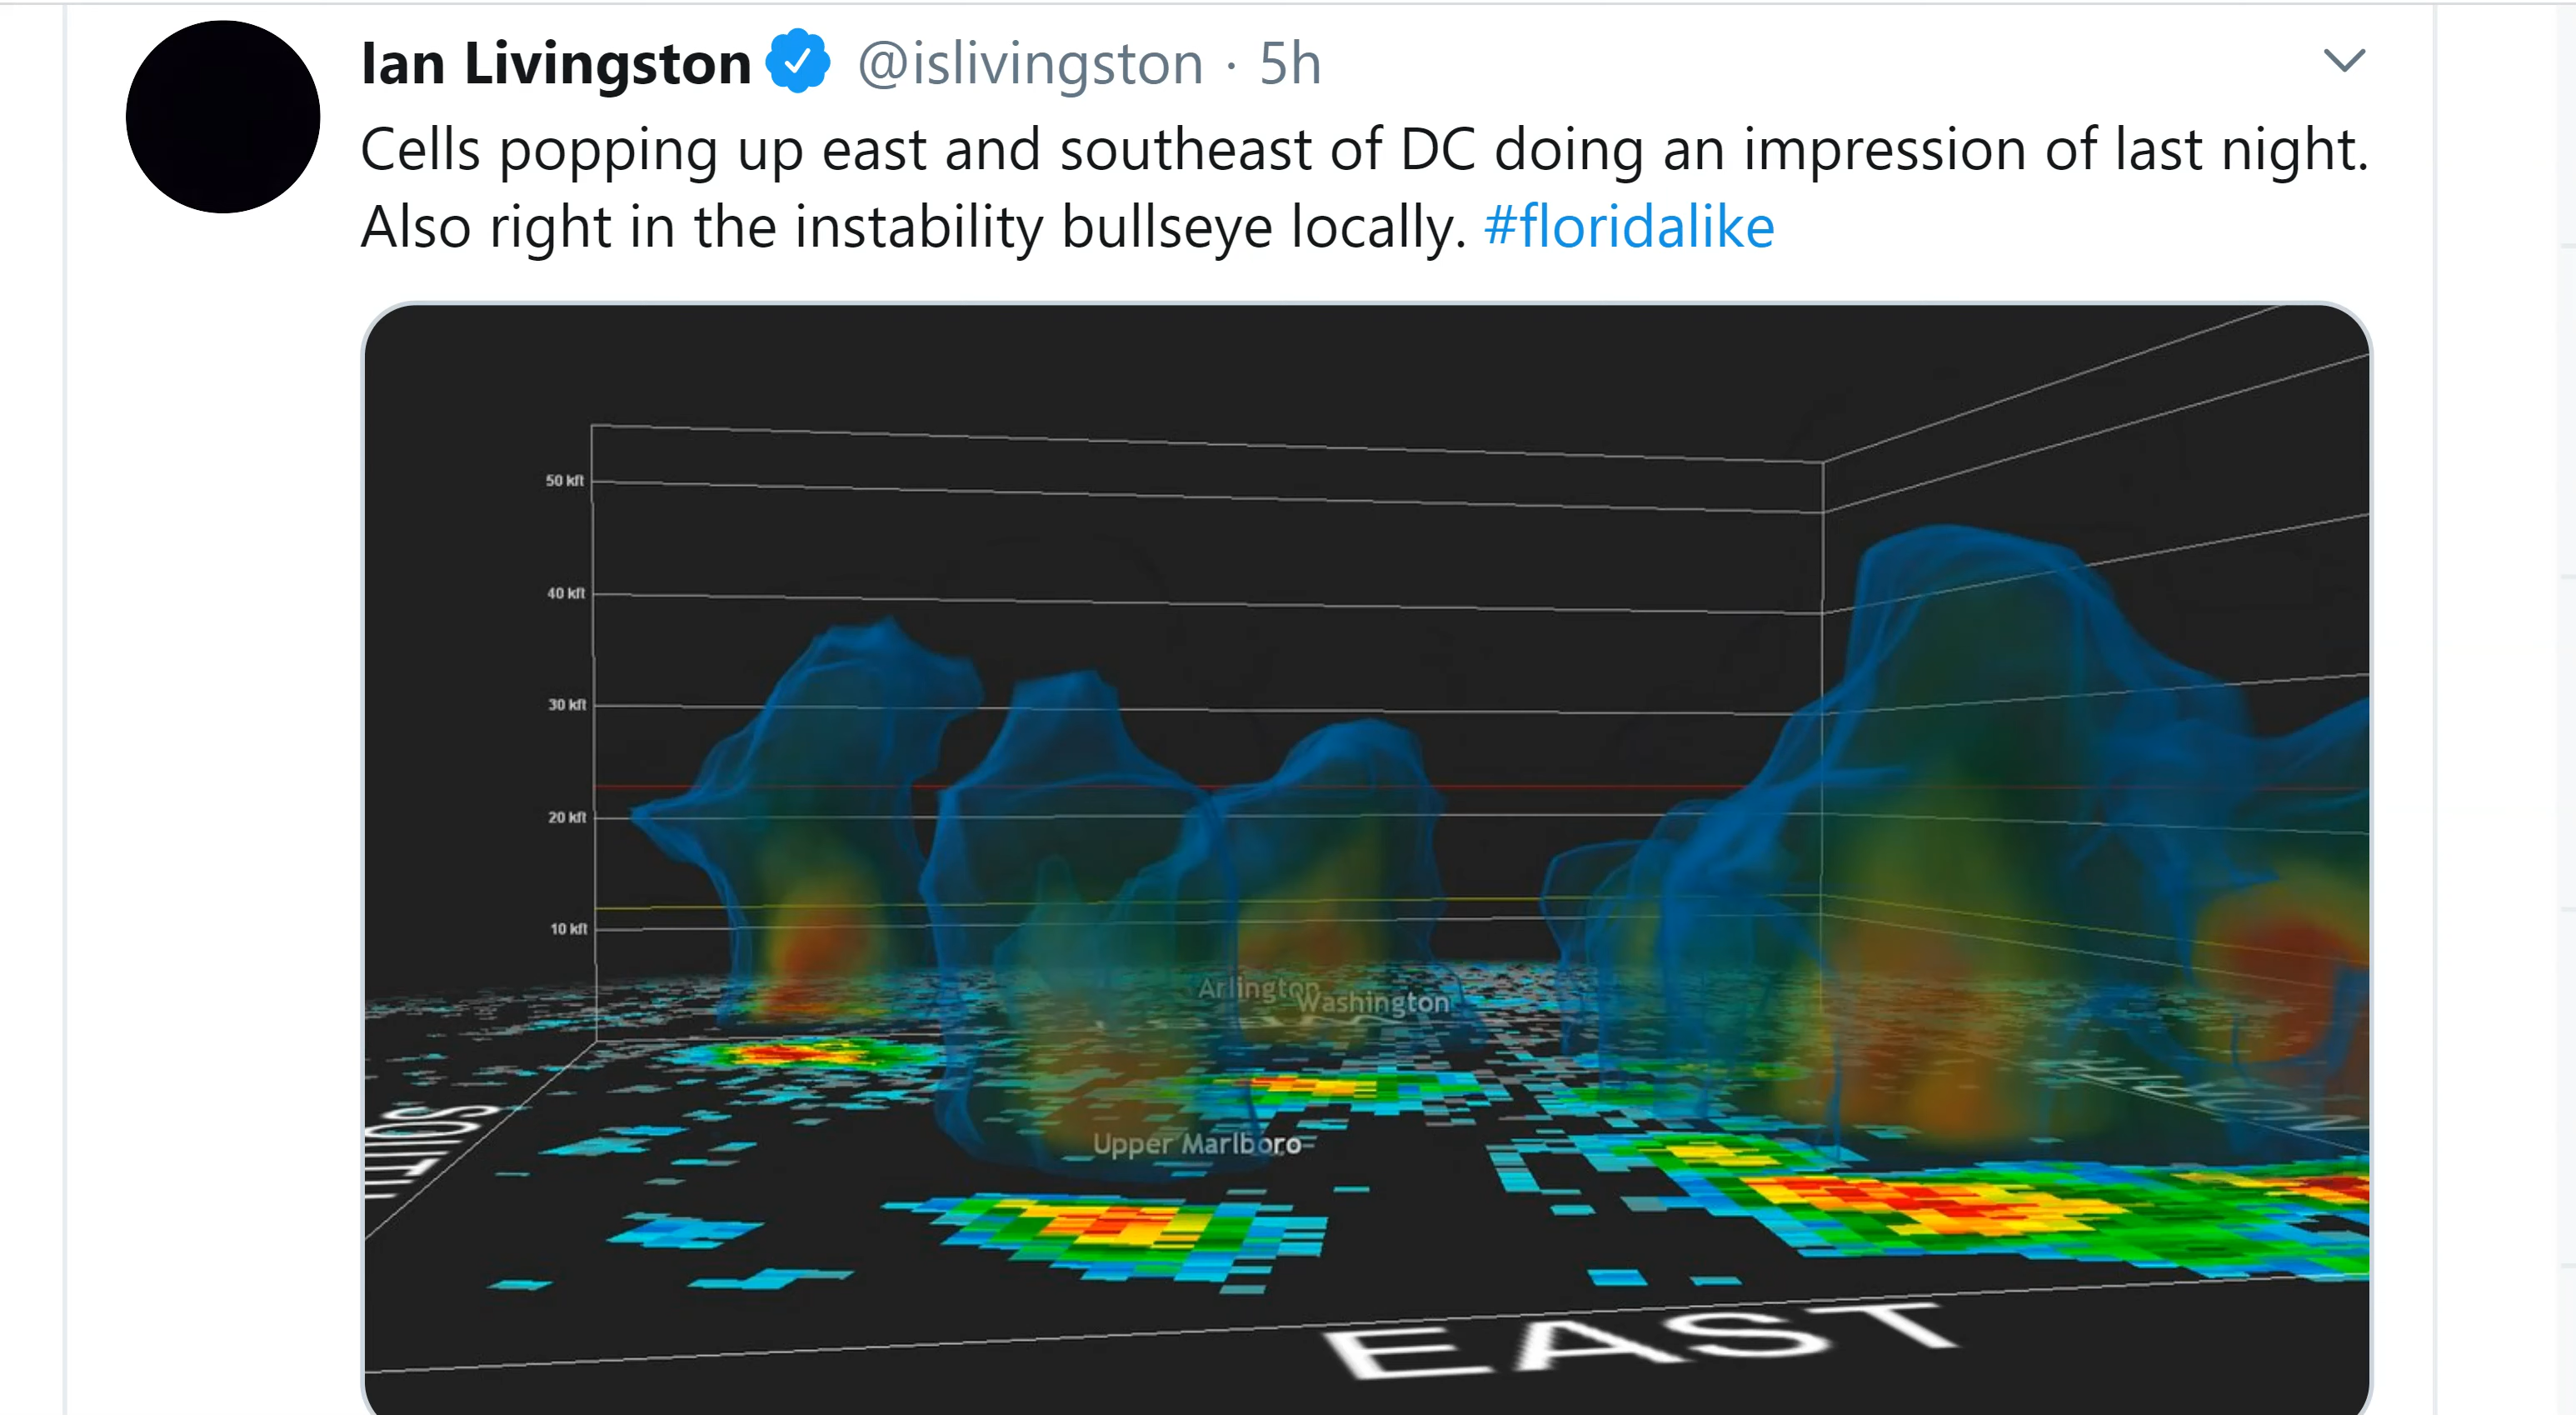 Ian Livingston @islivingston · 5h
Cells popping up east and southeast of DC doing an impression of last night.
Also right in the instability bullseye locally. #floridalike
50 kft
40 kft
30 kft
20 kft
10 kft
Arlington
Washington
Upper Marlboro
SOUTH
NORTH
EAST